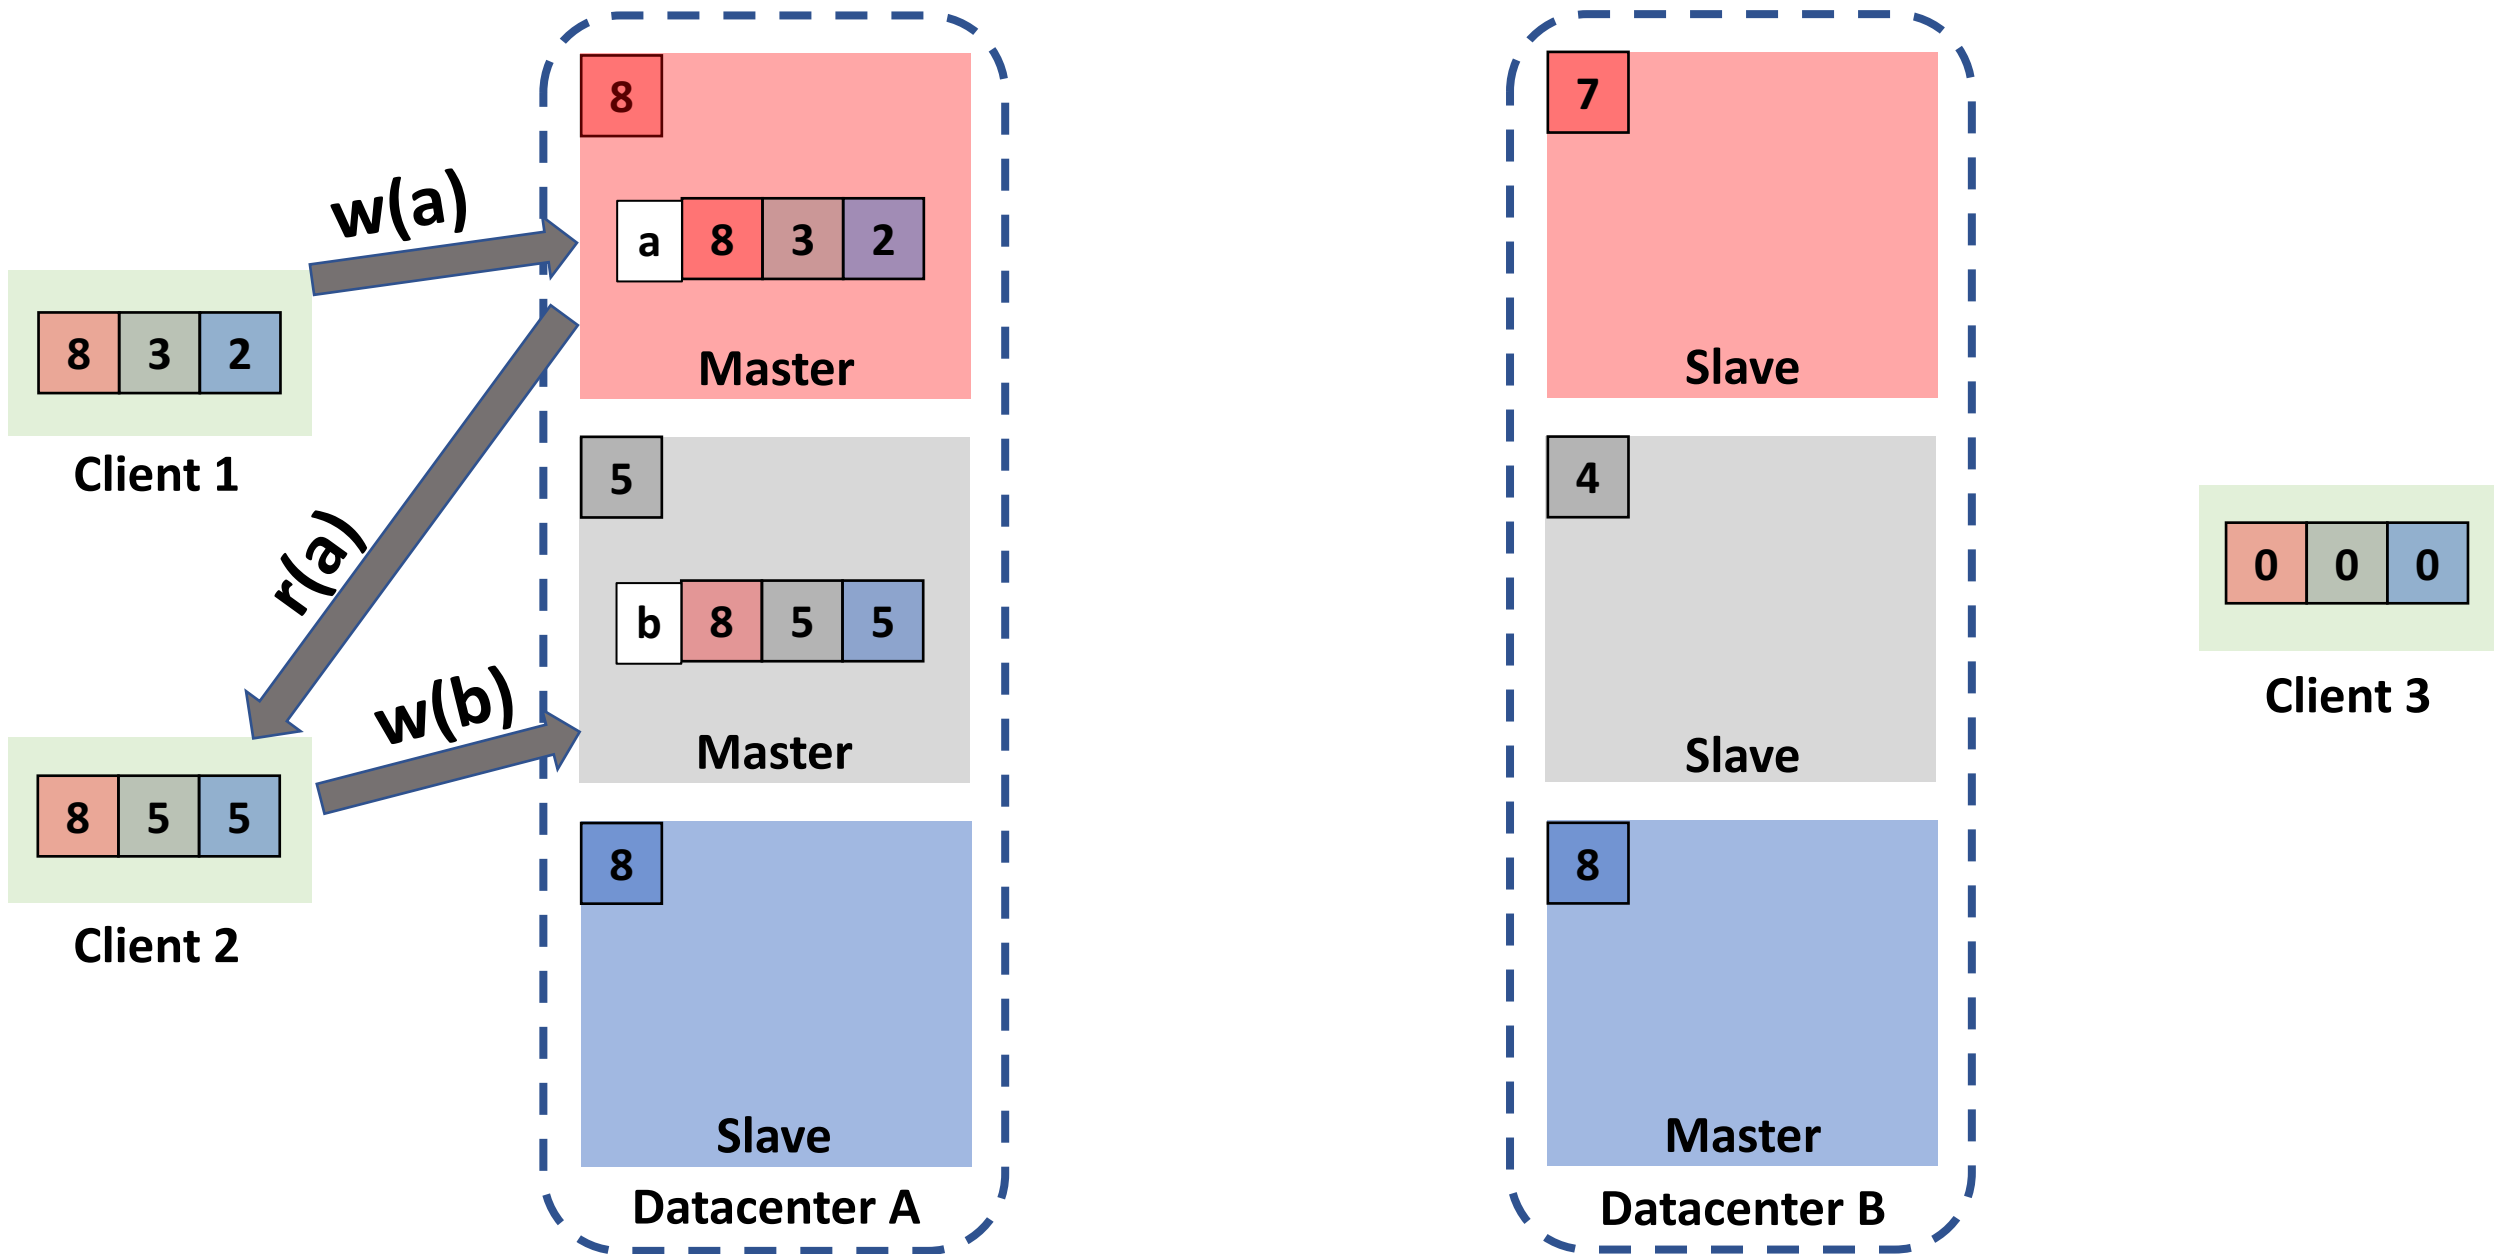 8
w(a)
a 8 3 2
Master
8 3 2
Client 1
r(a)
5
b 8 5 5
w(b)
Master
8 5 5
Client 2
8
Slave
Datacenter A
7
Slave
4
Slave
8
Master
Datacenter B
0 0 0
Client 3